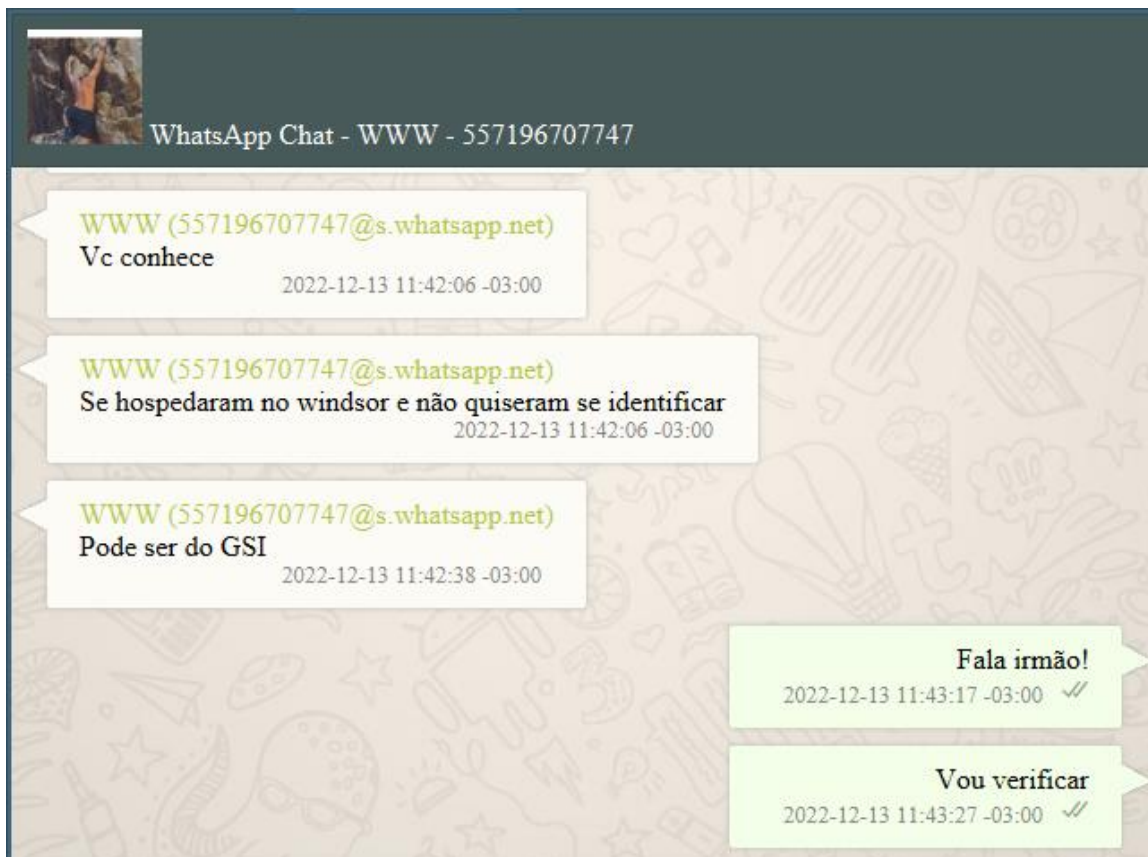 WhatsApp Chat - WWW - 557196707747
WWW (557196707747@s.whatsapp.net)
Vc conhece
2022-12-13 11:42:06 -03:00
WWW (557196707747@s.whatsapp.net)
Se hospedaram no windsor e não quiseram se identificar
2022-12-13 11:42:06 -03:00
WWW (557196707747@s.whatsapp.net)
Pode ser do GSI
2022-12-13 11:42:38 -03:00
Fala irmão!
2022-12-13 11:43:17 -03:00
Vou verificar
2022-12-13 11:43:27 -03:00